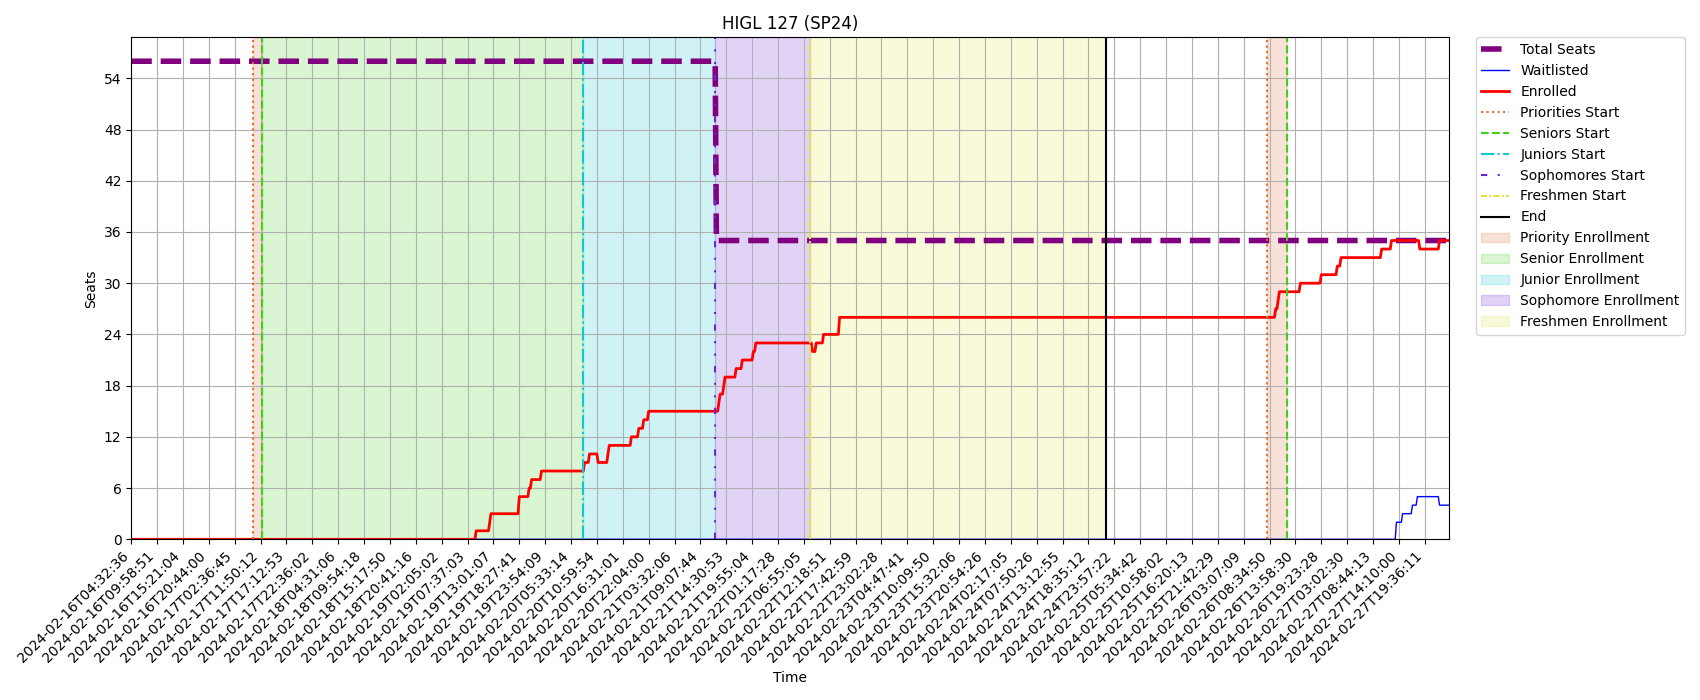 HIGL 127 (SP24)
Seats
54
48
42
36
30
24
18
12
6
0
2024-02-16T04:32:36
2024-02-16T09:58:51
2024-02-16T15:21:04
2024-02-16T20:44:00
2024-02-17T02:36:45
2024-02-17T11:50:12
2024-02-17T17:12:53
2024-02-17T22:36:02
2024-02-18T04:31:06
2024-02-18T09:54:18
2024-02-18T15:17:50
2024-02-18T20:41:16
2024-02-19T02:05:02
2024-02-19T07:37:03
2024-02-19T13:01:07
2024-02-19T18:27:41
2024-02-19T23:54:09
2024-02-20T05:33:14
2024-02-20T10:59:54
2024-02-20T16:31:01
2024-02-20T22:04:00
2024-02-21T03:32:06
2024-02-21T09:07:44
2024-02-21T14:30:53
2024-02-21T19:55:04
2024-02-22T01:17:28
2024-02-22T06:55:05
2024-02-22T12:18:51
2024-02-22T17:42:59
2024-02-22T23:02:28
2024-02-23T04:47:41
2024-02-23T10:09:50
2024-02-23T15:32:06
2024-02-23T20:54:26
2024-02-24T02:17:05
2024-02-24T07:50:26
2024-02-24T13:12:55
2024-02-24T18:35:12
2024-02-24T23:57:22
2024-02-25T05:34:42
2024-02-25T10:58:02
2024-02-25T16:20:13
2024-02-25T21:42:29
2024-02-26T03:07:09
2024-02-26T08:34:50
2024-02-26T13:58:30
2024-02-26T19:23:28
2024-02-27T03:02:30
2024-02-27T08:44:13
2024-02-27T14:10:00
2024-02-27T19:36:11
Time
Total Seats
Waitlisted
Enrolled
Priorities Start
Seniors Start
Juniors Start
Sophomores Start
Freshmen Start
End
Priority Enrollment
Senior Enrollment
Junior Enrollment
Sophomore Enrollment
Freshmen Enrollment